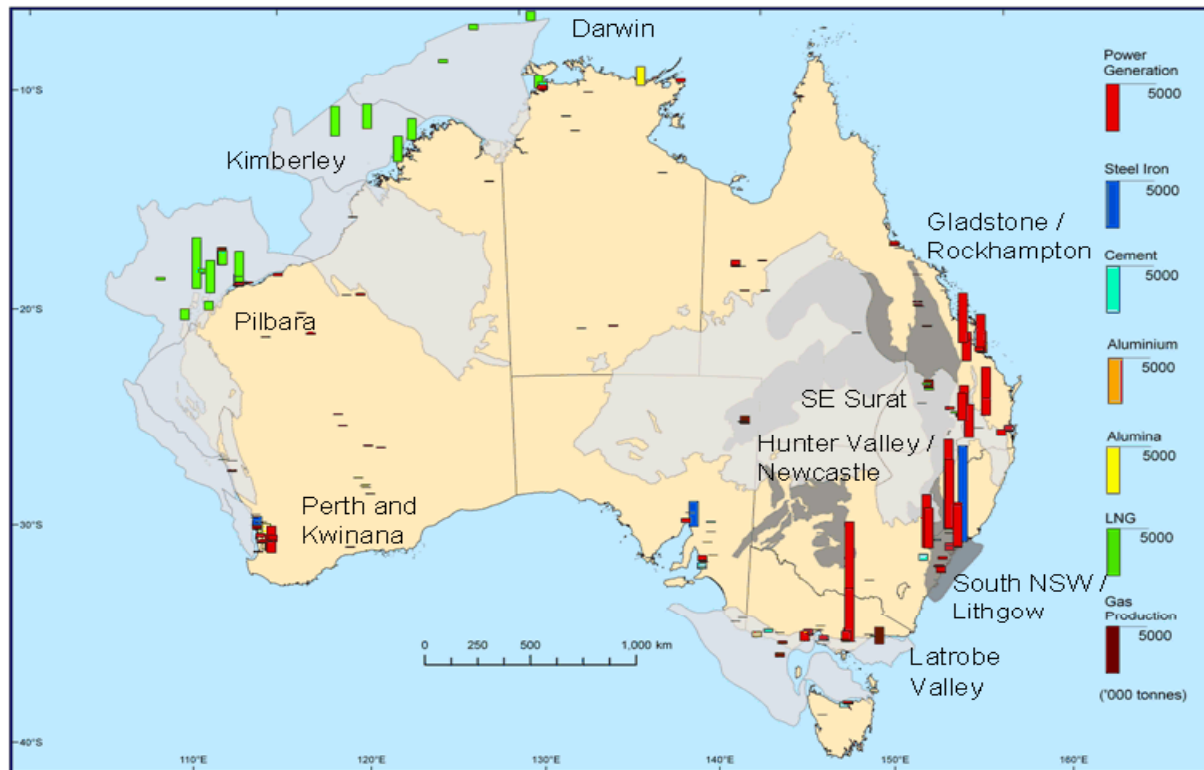 Darwin
Kimberley
Pilbara
Perth and
Kwinana
Gladstone /
Rockhampton
SE Surat
Hunter Valley /
Newcastle
South NSW /
Lithgow
Latrobe
Valley
Power
Generation
5000
Steel Iron
5000
Cement
5000
Aluminium
5000
Alumina
5000
LNG
5000
Gas
Production
5000
('000 tonnes)
0 250 500 500 1,000 km
10°S
20°S
30°S
40°S
110°E 120°E 130°E 140°E 150°E 160°E